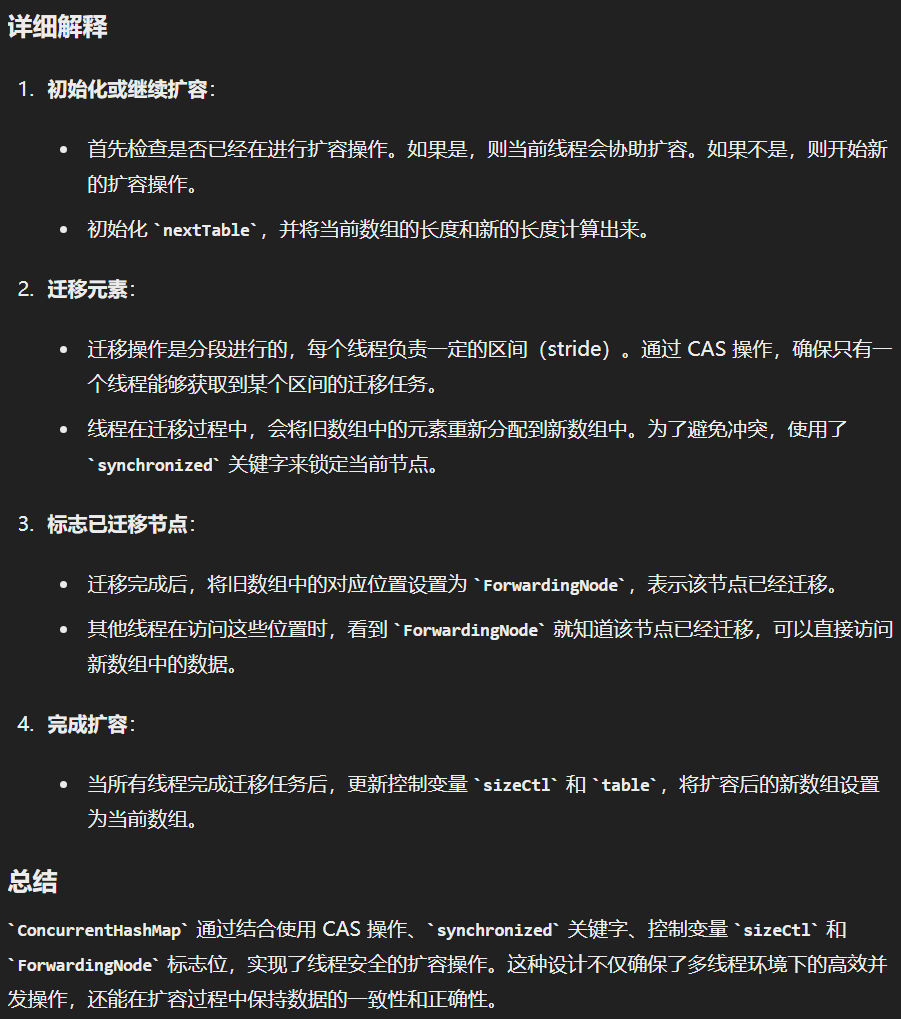 详细解释
1. 初始化或继续扩容：
• 首先检查是否已经在进行扩容操作。如果是，则当前线程会协助扩容。如果不是，则开始新
的扩容操作。
• 初始化 `nextTable`，并将当前数组的长度和新的长度计算出来。
2. 迁移元素：
• 迁移操作是分段进行的，每个线程负责一定的区间（stride）。通过 CAS 操作，确保只有一
个线程能够获取到某个区间的迁移任务。
• 线程在迁移过程中，会将旧数组中的元素重新分配到新数组中。为了避免冲突，使用了
`synchronized` 关键字来锁定当前节点。
3. 标志已迁移节点：
• 迁移完成后，将旧数组中的对应位置设置为 `ForwardingNode`，表示该节点已经迁移。
• 其他线程在访问这些位置时，看到 `ForwardingNode` 就知道该节点已经迁移，可以直接访问
新数组中的数据。
4. 完成扩容：
• 当所有线程完成迁移任务后，更新控制变量 `sizeCtl` 和 `table`，将扩容后的新数组设置
为当前数组。
总结
`ConcurrentHashMap` 通过结合使用 CAS 操作、`synchronized` 关键字、控制变量 `sizeCtl` 和
`ForwardingNode` 标志位，实现了线程安全的扩容操作。这种设计不仅确保了多线程环境下的高效并
发操作，还能在扩容过程中保持数据的一致性和正确性。